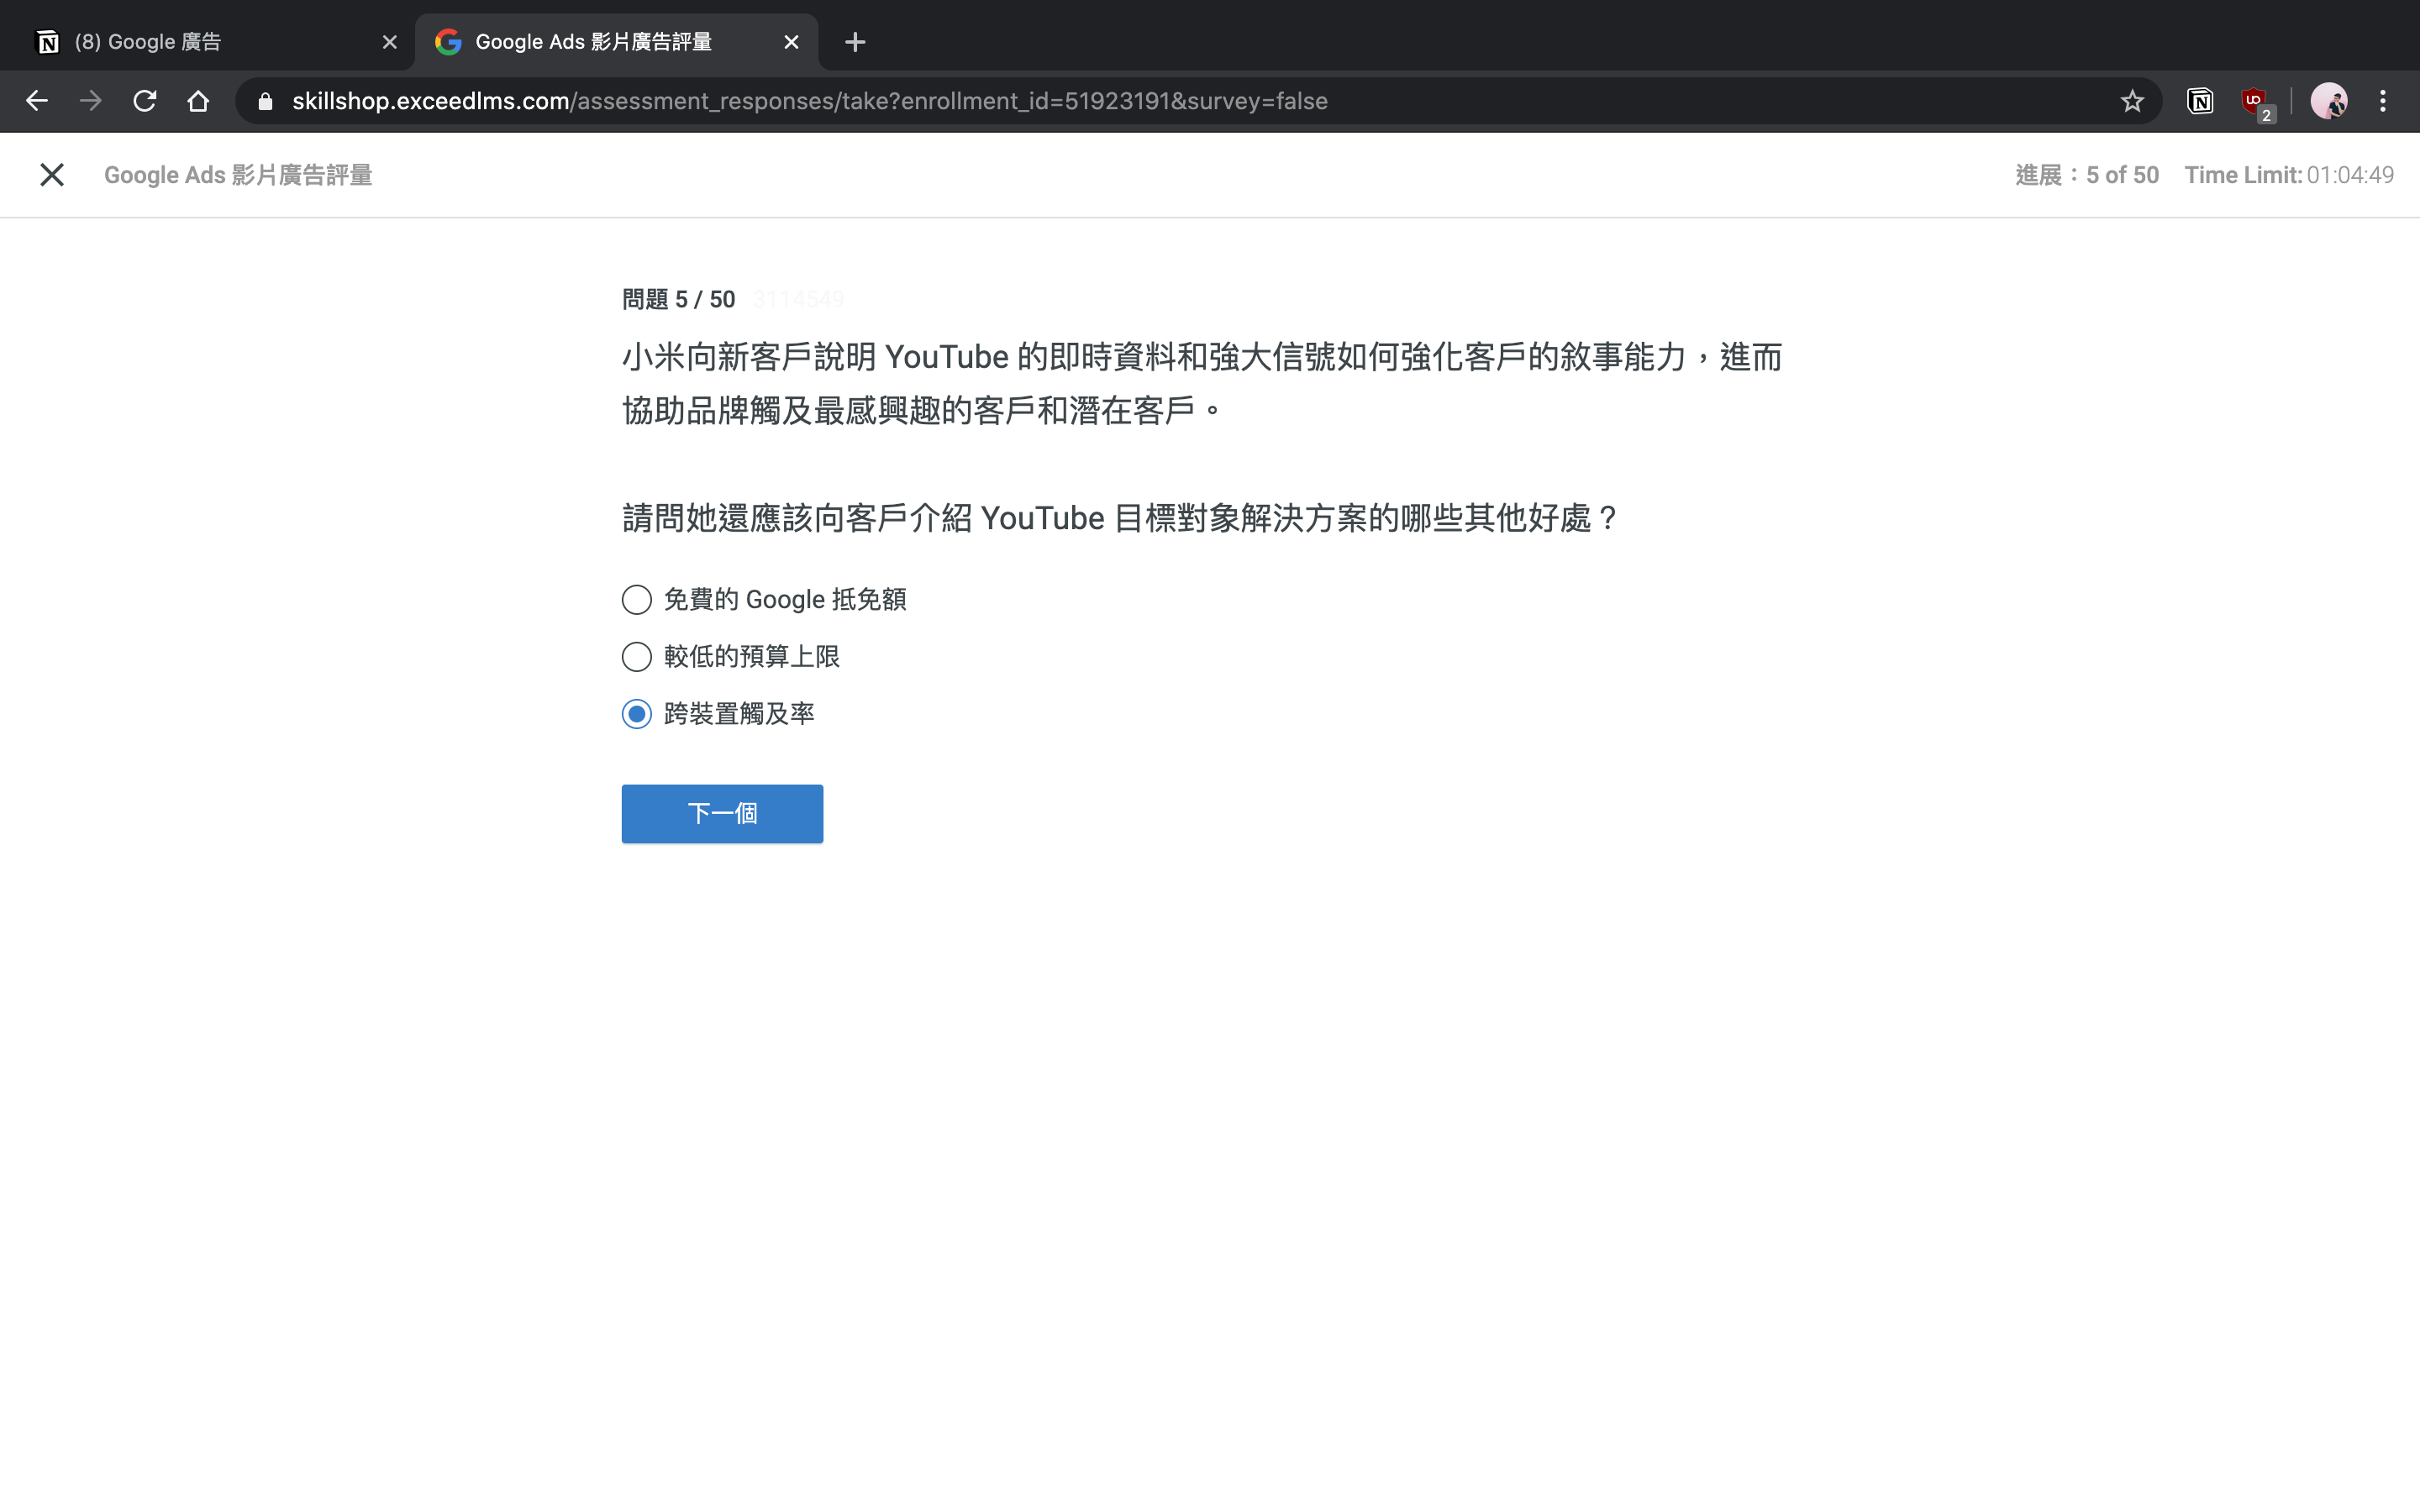 (8) Google 廣告
Google Ads 影片廣告評量
skillshop.exceedlms.com/assessment_responses/take?enrollment_id=51923191&survey=false
2
Google Ads 影片廣告評量
進展：5 of 50 Time Limit: 01:04:49
問題 5 / 50 3114549
小米向新客戶說明 YouTube 的即時資料和強大信號如何強化客戶的敘事能力，進而
協助品牌觸及最感興趣的客戶和潛在客戶。
請問她還應該向客戶介紹 YouTube 目標對象解決方案的哪些其他好處？
免費的 Google 抵免額
較低的預算上限
跨裝置觸及率
下一個